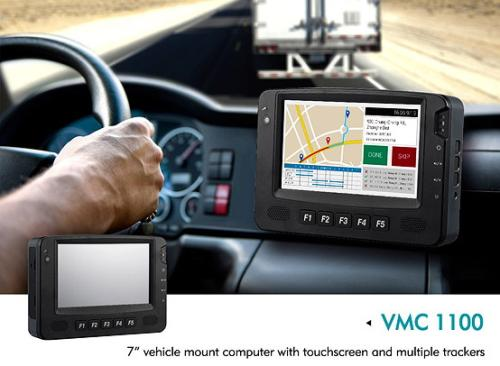 DONE
SKIP
F1 F2 F3 F4 F5
F1 F2 F3 F4 F5
VMC 1100
7” vehicle mount computer with touchscreen and multiple trackers